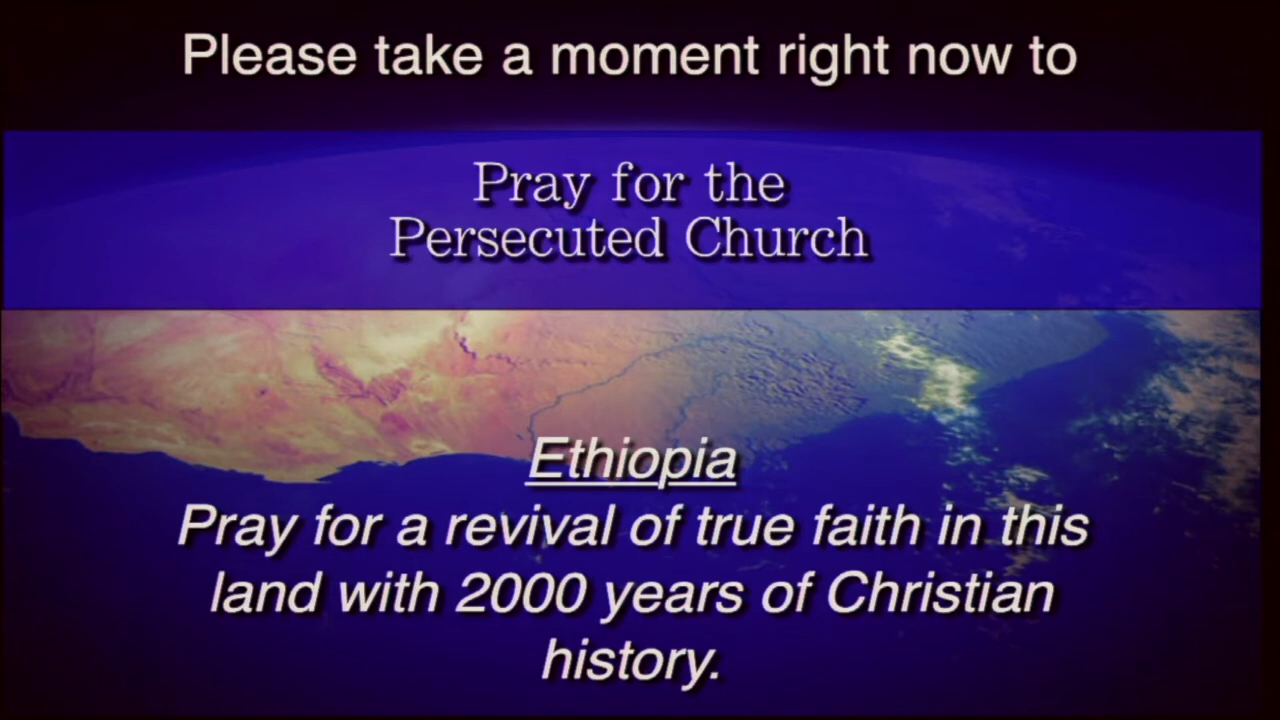 Please take a moment right now to
Pray for the
Persecuted Church
Ethiopia
Pray for a revival of true faith in this
land with 2000 years of Christian
history.